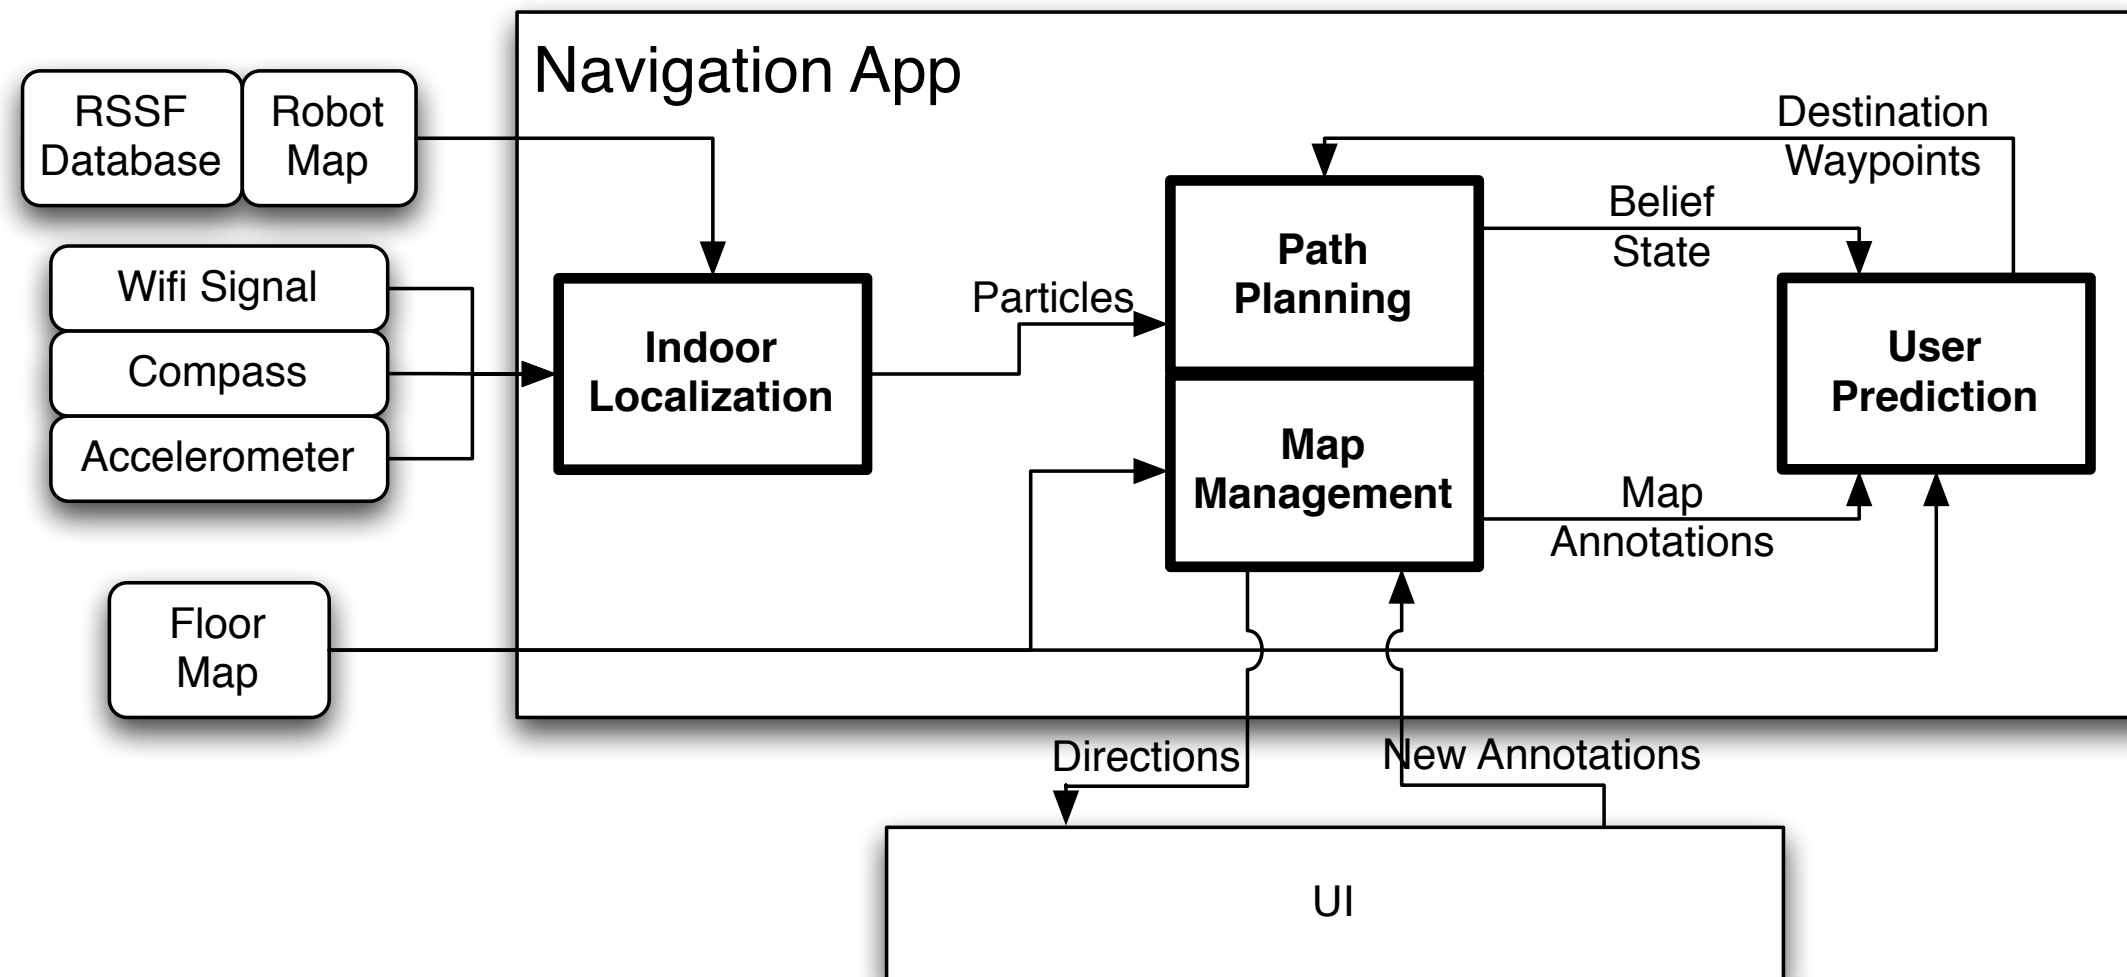 Navigation App
RSSF
Database
Robot
Map
Wifi Signal
Compass
Accelerometer
Floor
Map
Indoor
Localization
Particles
Path
Planning
Map
Management
Destination
Waypoints
Belief
State
User
Prediction
Map
Annotations
Directions
New Annotations
UI